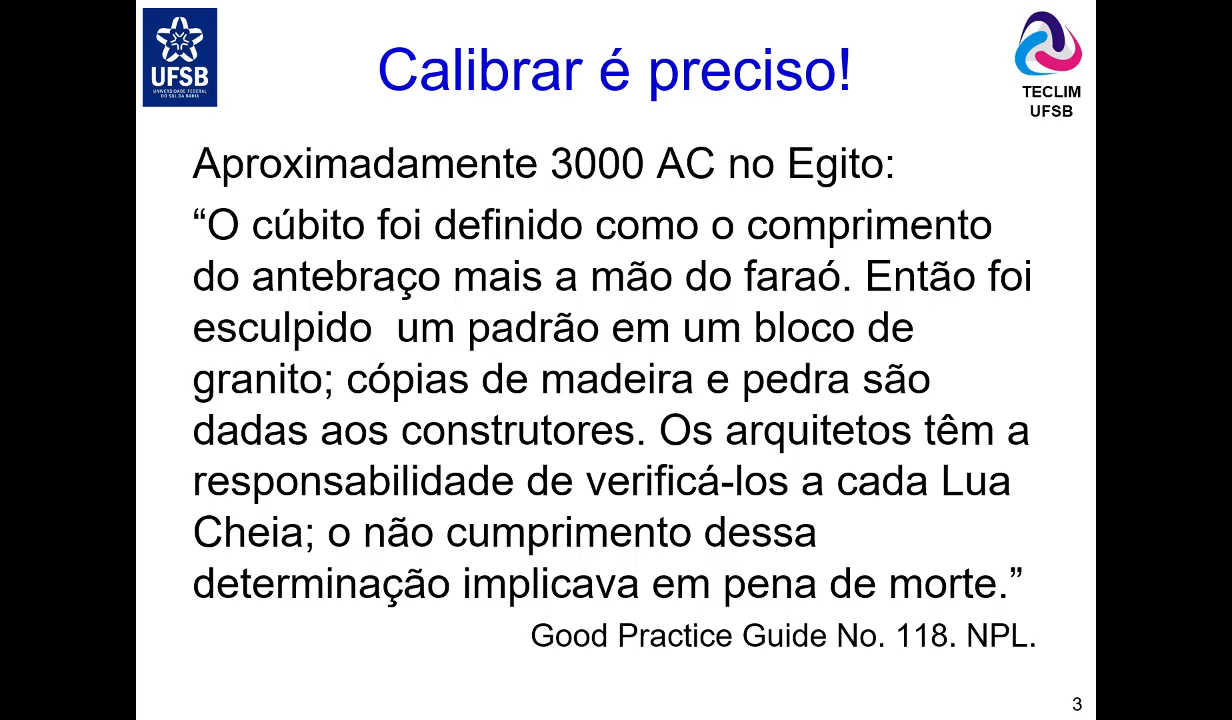 UFSB
UNIVERSIDADE FEDERAL
DO SUL DA BAHIA
Calibrar é preciso!
TECLIM
UFSB
Aproximadamente 3000 AC no Egito:
“O cúbito foi definido como o comprimento
do antebraço mais a mão do faraó. Então foi
esculpido  um padrão em um bloco de
granito; cópias de madeira e pedra são
dadas aos construtores. Os arquitetos têm a
responsabilidade de verificá-los a cada Lua
Cheia; o não cumprimento dessa
determinação implicava em pena de morte.”
Good Practice Guide No. 118. NPL.
3